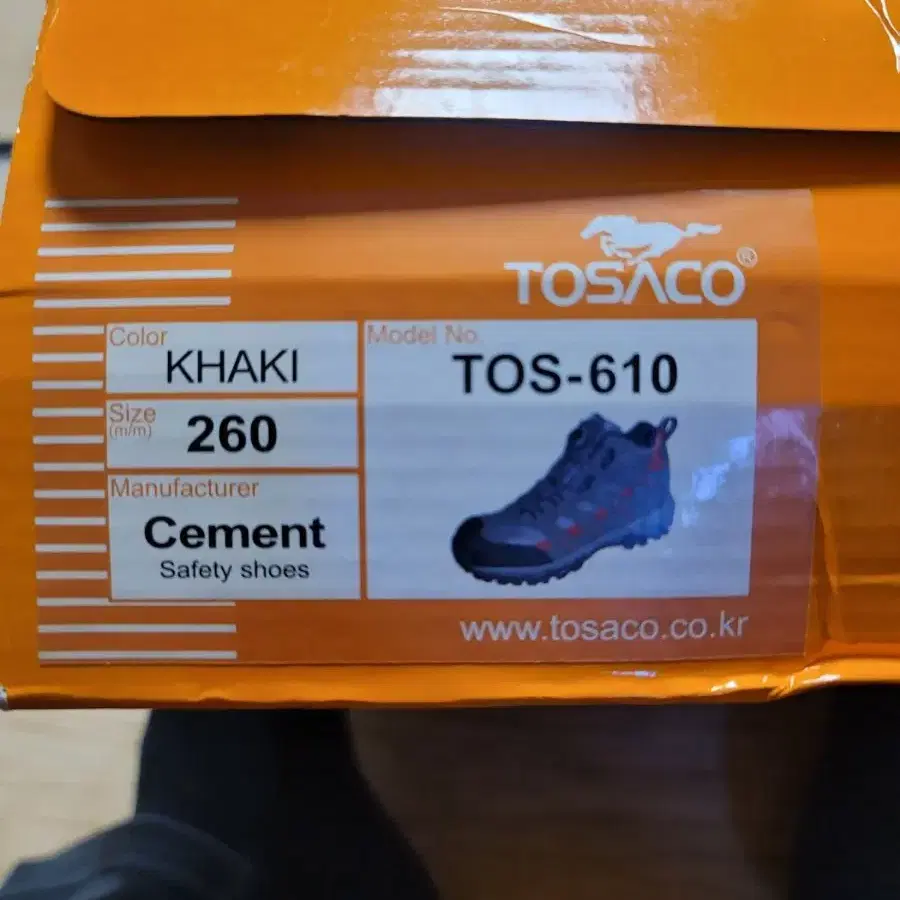 TOSACO®
Color
KHAKI
Model No.
TOS-610
Size
(m/m)
260
Manufacturer
Cement
Safety shoes
www.tosaco.co.kr